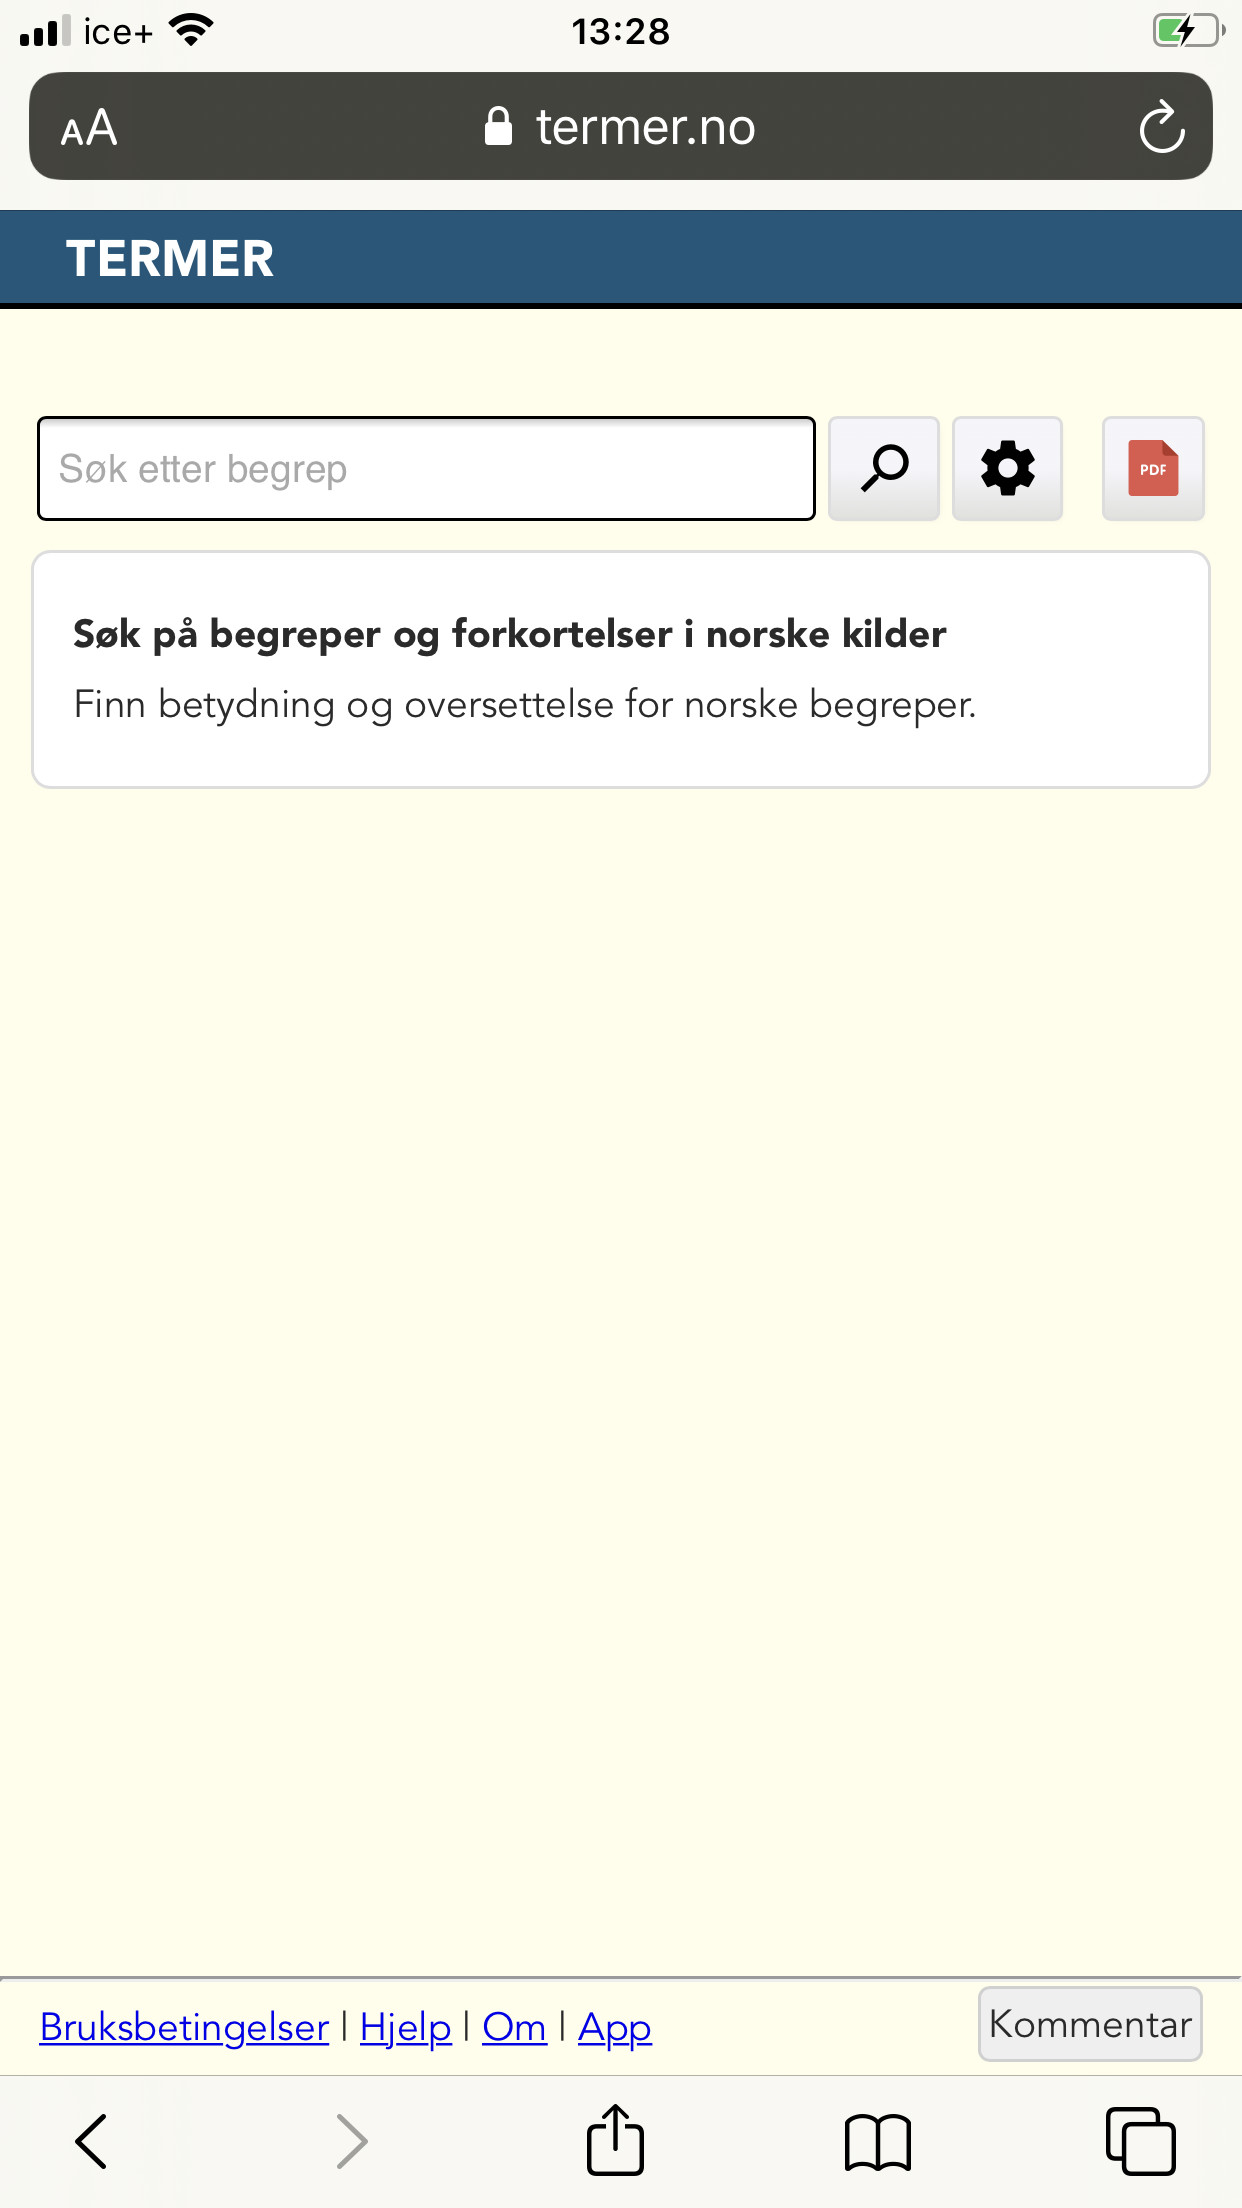 ice+ 13:28
AA termer.no
TERMER
Søk etter begrep
PDF
Søk på begreper og forkortelser i norske kilder
Finn betydning og oversettelse for norske begreper.
Bruksbetingelser | Hjelp | Om | App
Kommentar